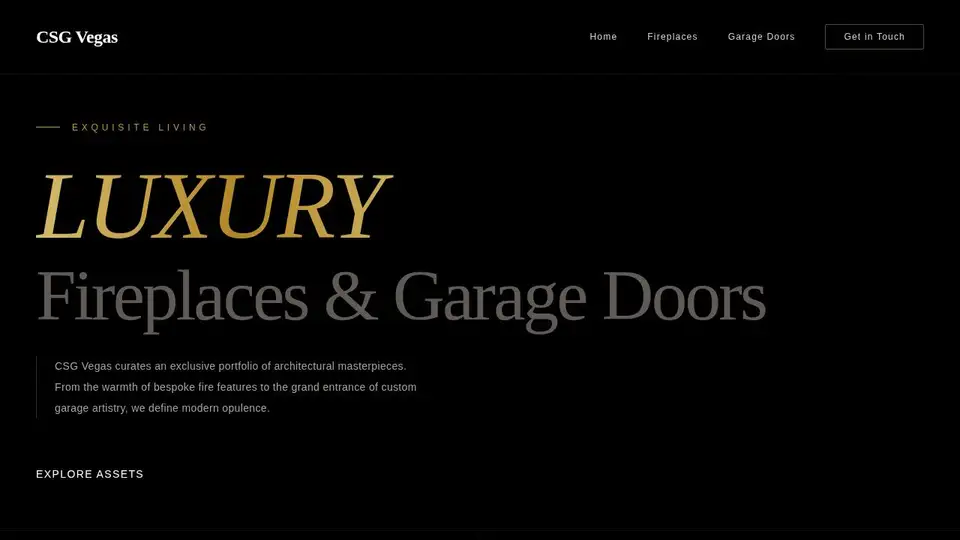 CSG Vegas
Home
Fireplaces
Garage Doors
Get in Touch
EXQUISITE LIVING
LUXURY
Fireplaces & Garage Doors
CSG Vegas curates an exclusive portfolio of architectural masterpieces.
From the warmth of bespoke fire features to the grand entrance of custom
garage artistry, we define modern opulence.
EXPLORE ASSETS